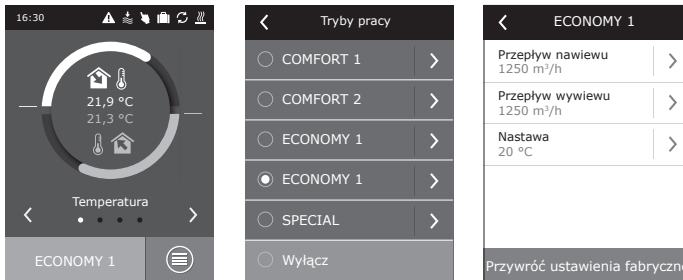 16:30
21,9 °C
21,3 °C
Temperatura
ECONOMY 1
Tryby pracy
COMFORT 1
COMFORT 2
ECONOMY 1
ECONOMY 1
SPECIAL
Wyłącz
ECONOMY 1
Przepływ nawiewu
1250 m³/h
Przepływ wywiewu
1250 m³/h
Nastawa
20 °C
Przywróć ustawienia fabryczne